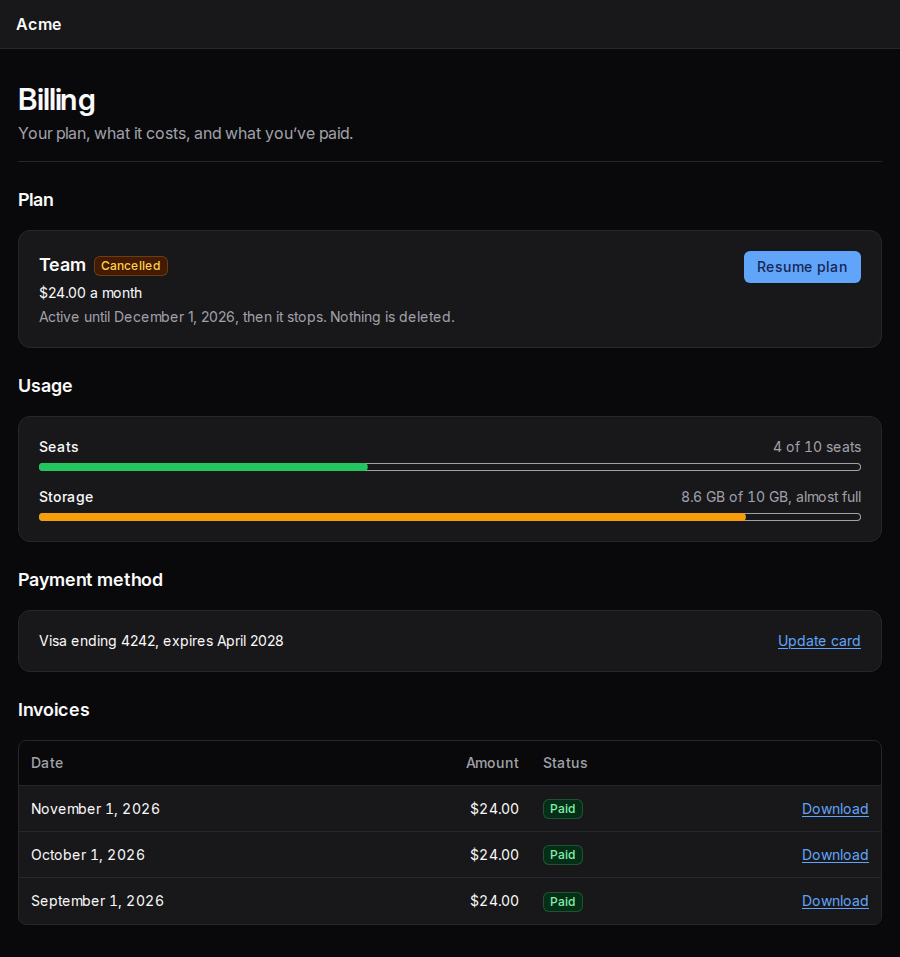 Acme
Billing
Your plan, what it costs, and what you’ve paid.
Plan
Team Cancelled
Resume plan
$24.00 a month
Active until December 1, 2026, then it stops. Nothing is deleted.
Usage
Seats 4 of 10 seats
Storage 8.6 GB of 10 GB, almost full
Payment method
Visa ending 4242, expires April 2028 Update card
Invoices
Date Amount Status
November 1, 2026 $24.00 Paid Download
October 1, 2026 $24.00 Paid Download
September 1, 2026 $24.00 Paid Download